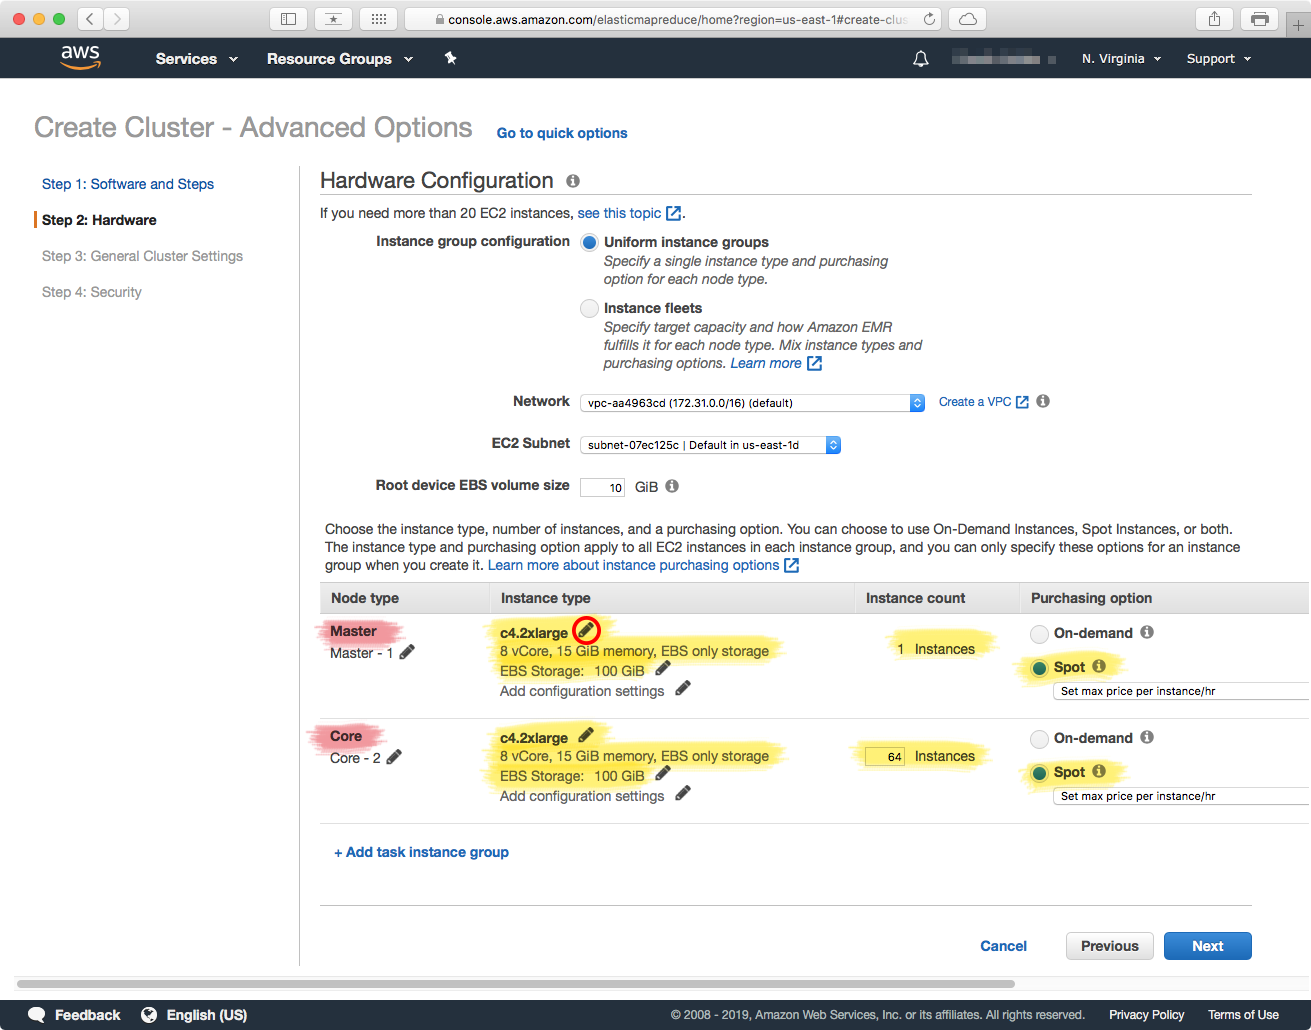 console.aws.amazon.com/elasticmapreduce/home?region=us-east-1#create-clus
aws
Services
Resource Groups
N. Virginia
Support
Create Cluster - Advanced Options
Go to quick options
Step 1: Software and Steps
Step 2: Hardware
Step 3: General Cluster Settings
Step 4: Security
Hardware Configuration
If you need more than 20 EC2 instances, see this topic .
Instance group configuration
Uniform instance groups
Specify a single instance type and purchasing
option for each node type.
Instance fleets
Specify target capacity and how Amazon EMR
fulfills it for each node type. Mix instance types and
purchasing options. Learn more
Network
vpc-aa4963cd (172.31.0.0/16) (default)
Create a VPC
EC2 Subnet
subnet-07ec125c | Default in us-east-1d
Root device EBS volume size
10 GiB
Choose the instance type, number of instances, and a purchasing option. You can choose to use On-Demand Instances, Spot Instances, or both.
The instance type and purchasing option apply to all EC2 instances in each instance group, and you can only specify these options for an instance
group when you create it. Learn more about instance purchasing options
Node type Instance type Instance count Purchasing option
Master
Master - 1
c4.2xlarge
8 vCore, 15 GiB memory, EBS only storage
EBS Storage: 100 GiB
Add configuration settings
1 Instances
On-demand
Spot
Set max price per instance/hr
Core
Core - 2
c4.2xlarge
8 vCore, 15 GiB memory, EBS only storage
EBS Storage: 100 GiB
Add configuration settings
64 Instances
On-demand
Spot
Set max price per instance/hr
+ Add task instance group
Cancel
Previous
Next
Feedback
English (US)
© 2008 - 2019, Amazon Web Services, Inc. or its affiliates. All rights reserved.
Privacy Policy
Terms of Use